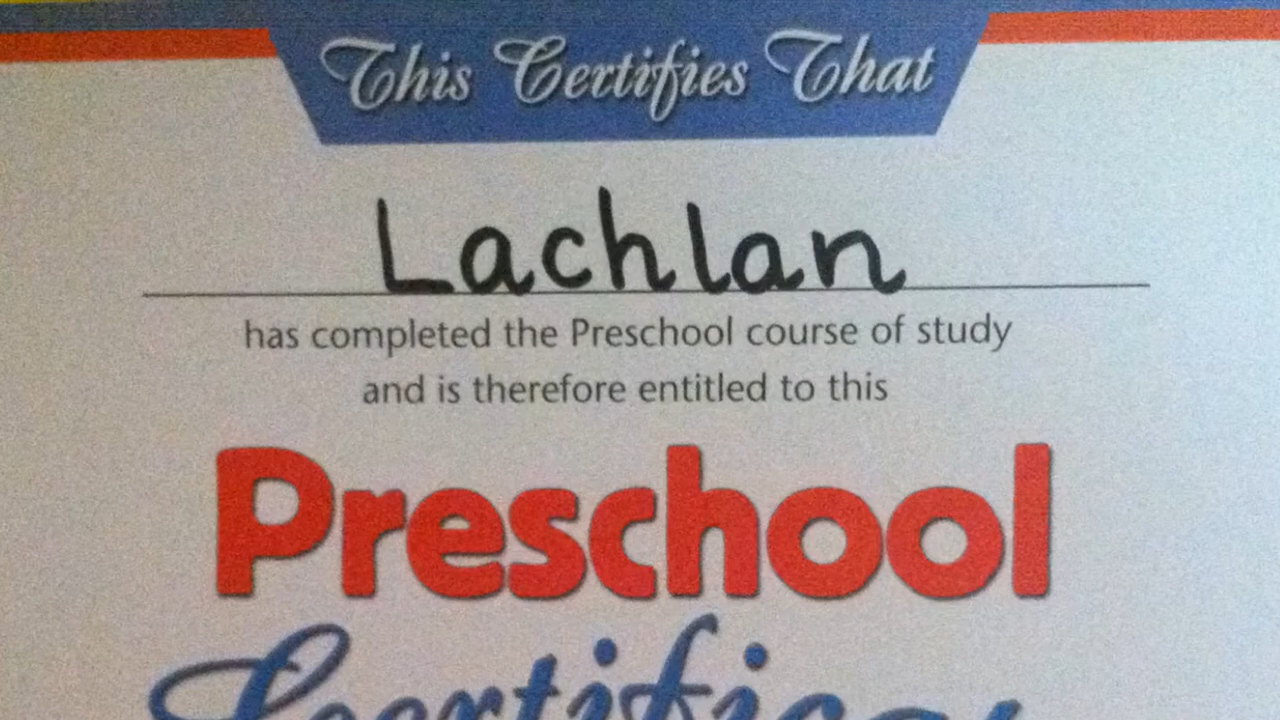 This Certifies That
Lachlan
has completed the Preschool course of study
and is therefore entitled to this
Preschool